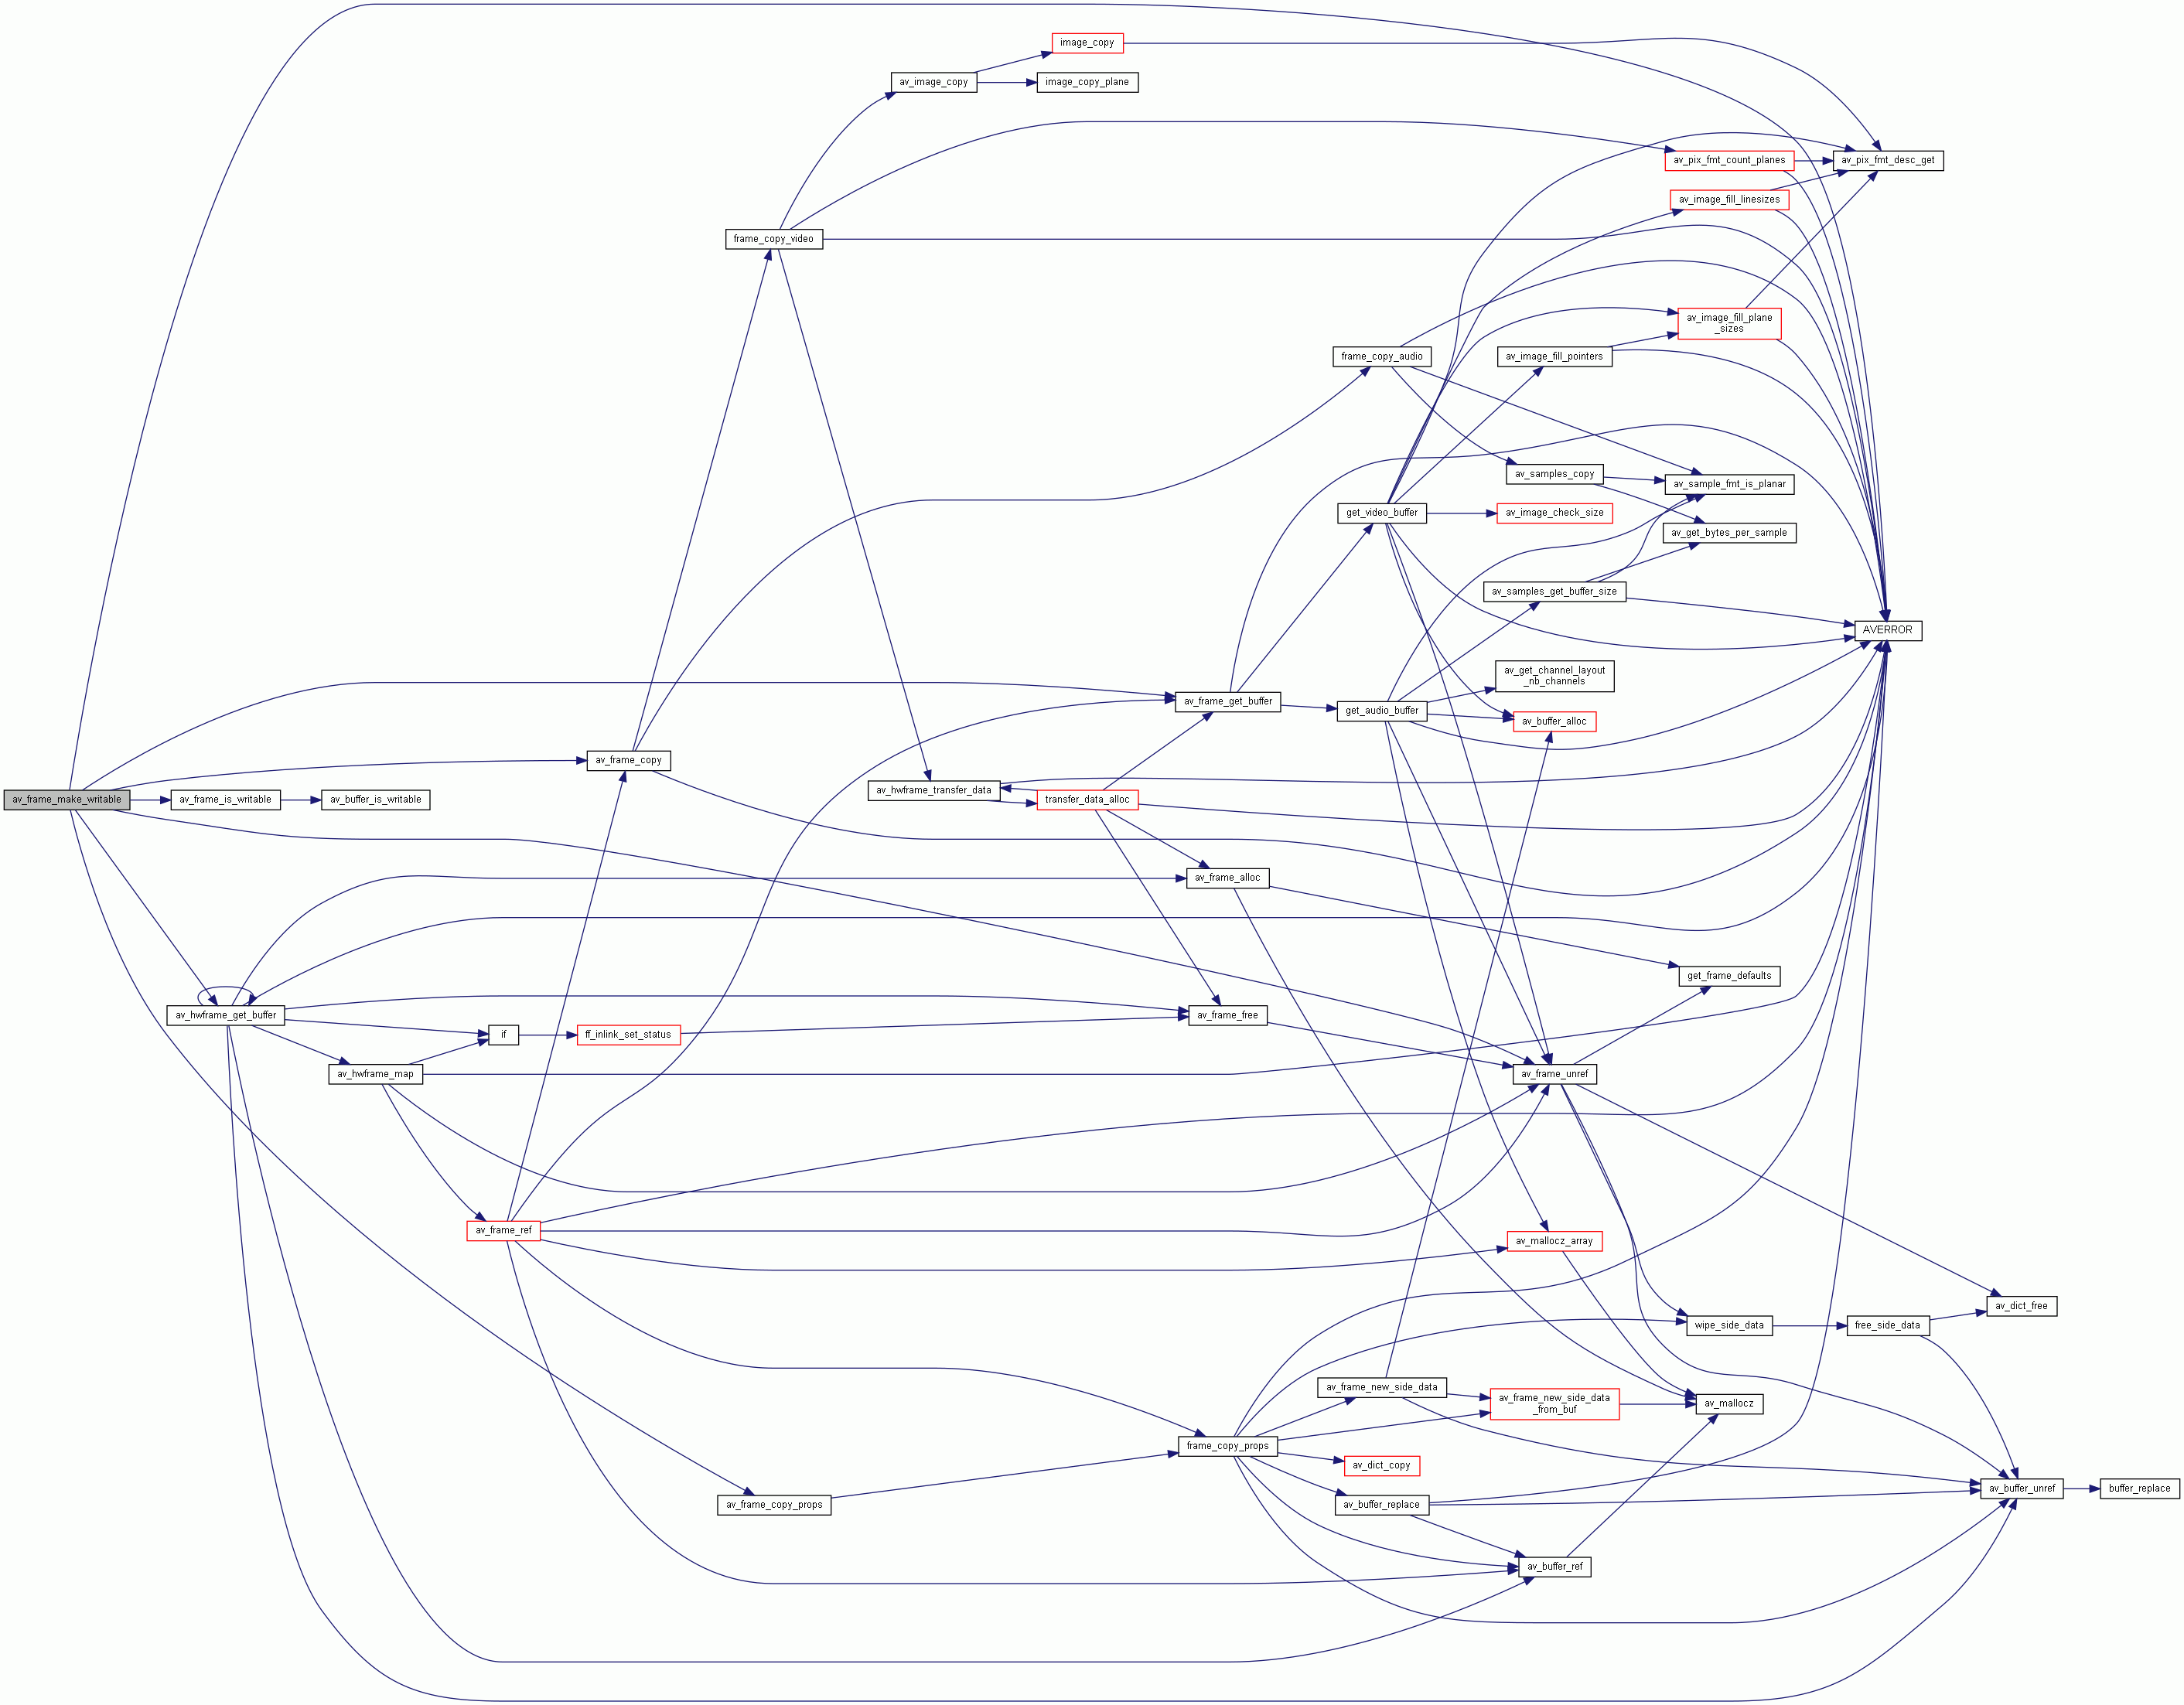 image_copy
av_image_copy
image_copy_plane
av_pix_fmt_count_planes
av_pix_fmt_desc_get
av_image_fill_linesizes
frame_copy_video
av_image_fill_plane
_sizes
frame_copy_audio
av_image_fill_pointers
av_samples_copy
av_sample_fmt_is_planar
get_video_buffer
av_image_check_size
av_get_bytes_per_sample
av_samples_get_buffer_size
AVERROR
av_get_channel_layout
_nb_channels
av_frame_get_buffer
get_audio_buffer
av_buffer_alloc
av_frame_copy
av_hwframe_transfer_data
transfer_data_alloc
av_frame_make_writable
av_frame_is_writable
av_buffer_is_writable
av_frame_alloc
get_frame_defaults
av_hwframe_get_buffer
av_frame_free
if
ff_inlink_set_status
av_hwframe_map
av_frame_unref
av_frame_ref
av_mallocz_array
av_dict_free
wipe_side_data
free_side_data
av_frame_new_side_data
av_frame_new_side_data
_from_buf
av_mallocz
frame_copy_props
av_dict_copy
av_buffer_unref
buffer_replace
av_frame_copy_props
av_buffer_replace
av_buffer_ref